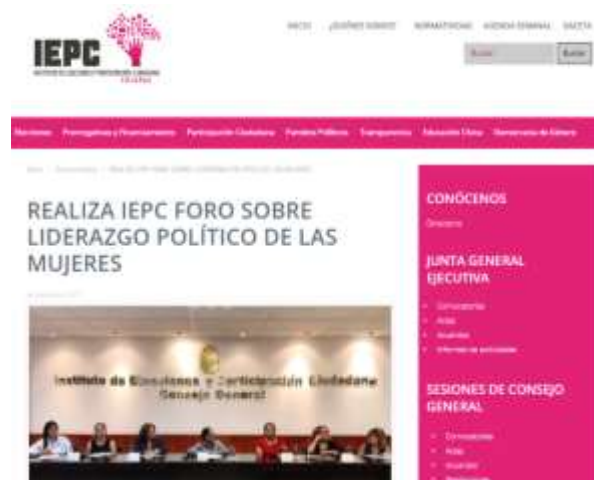 IEPC
INICIO ¿QUIÉNES SOMOS? NORMATIVIDAD AGENDA SEMANAL GACETA
Buscar Buscar
Elecciones Prerrogativas y Financiamiento Participación Ciudadana Partidos Políticos Transparencia Educación Cívica Democracia de Género
REALIZA IEPC FORO SOBRE
LIDERAZGO POLÍTICO DE LAS
MUJERES
Instituto de Elecciones y Participación Ciudadana
Consejo General
CONÓCENOS
Directorio
JUNTA GENERAL
EJECUTIVA
Convocatorias
Actas
Acuerdos
Informes de actividades
SESIONES DE CONSEJO
GENERAL
Convocatorias
Actas
Acuerdos